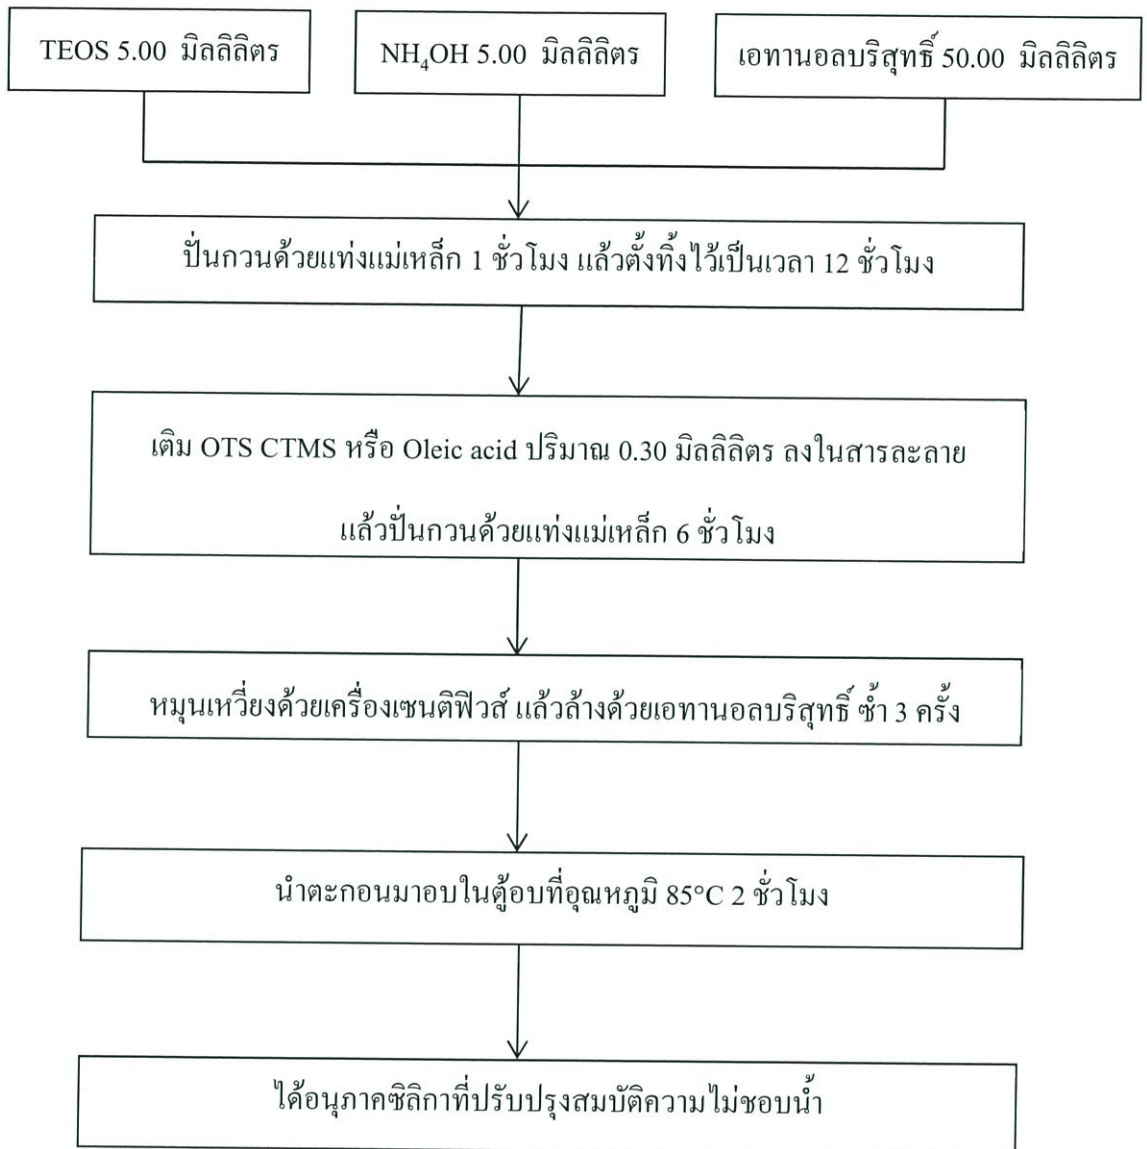 TEOS 5.00 มิลลิลิตร
NH₄OH 5.00 มิลลิลิตร
เอทานอลบริสุทธิ์ 50.00 มิลลิลิตร
ปั่นกวนด้วยแท่งแม่เหล็ก 1 ชั่วโมง แล้วตั้งทิ้งไว้เป็นเวลา 12 ชั่วโมง
เติม OTS CTMS หรือ Oleic acid ปริมาณ 0.30 มิลลิลิตร ลงในสารละลาย
แล้วปั่นกวนด้วยแท่งแม่เหล็ก 6 ชั่วโมง
หมุนเหวี่ยงด้วยเครื่องเซนติฟิวส์ แล้วล้างด้วยเอทานอลบริสุทธิ์ ซ้ำ 3 ครั้ง
นำตะกอนมาอบในตู้อบที่อุณหภูมิ 85°C 2 ชั่วโมง
ได้อนุภาคซิลิกาที่ปรับปรุงสมบัติความไม่ชอบน้ำ